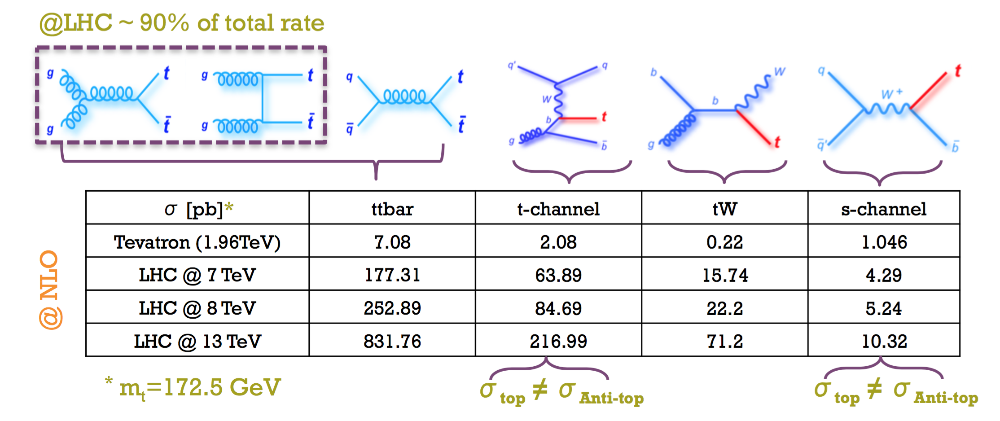 @LHC ~ 90% of total rate
g t
g t̄
g t
g t̄
q t
q̄ t̄
q' q
W
b t
g b̄
b W
b
g t
q t
W +
q̄' b̄
σ [pb]* ttbar t-channel tW s-channel
Tevatron (1.96TeV) 7.08 2.08 0.22 1.046
LHC @ 7 TeV 177.31 63.89 15.74 4.29
LHC @ 8 TeV 252.89 84.69 22.2 5.24
LHC @ 13 TeV 831.76 216.99 71.2 10.32
@ NLO
* mt=172.5 GeV
σ top ≠ σ Anti-top
σ top ≠ σ Anti-top